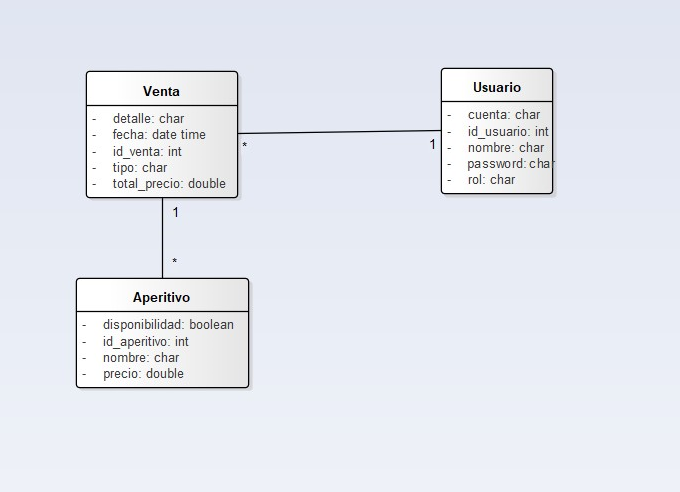 Venta
- detalle: char
- fecha: date time
- id_venta: int
- tipo: char
- total_precio: double
Usuario
- cuenta: char
- id_usuario: int
- nombre: char
- password: char
- rol: char
*
1
1
*
Aperitivo
- disponibilidad: boolean
- id_aperitivo: int
- nombre: char
- precio: double